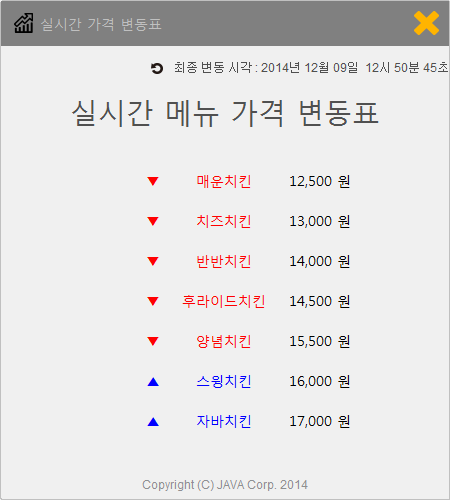 실시간 가격 변동표
최종 변동 시각 : 2014년 12월 09일 12시 50분 45초
실시간 메뉴 가격 변동표
▼ 매운치킨 12,500 원
▼ 치즈치킨 13,000 원
▼ 반반치킨 14,000 원
▼ 후라이드치킨 14,500 원
▼ 양념치킨 15,500 원
▲ 스윙치킨 16,000 원
▲ 자바치킨 17,000 원
Copyright (C) JAVA Corp. 2014